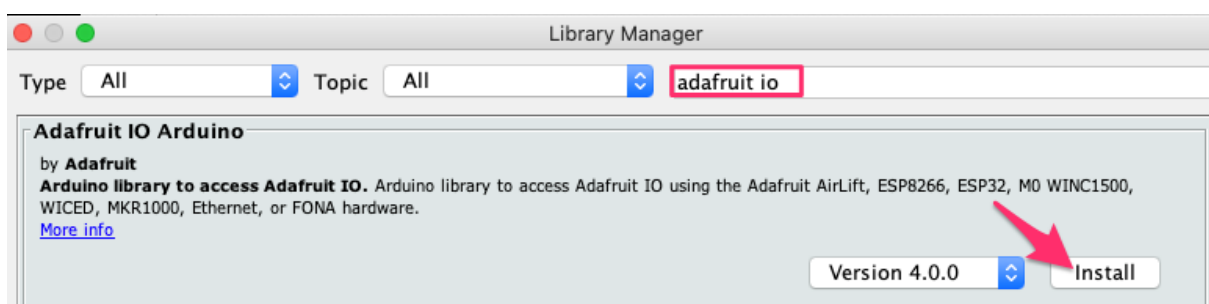 Library Manager
Type All Topic All adafruit io
Adafruit IO Arduino
by Adafruit
Arduino library to access Adafruit IO. Arduino library to access Adafruit IO using the Adafruit AirLift, ESP8266, ESP32, M0 WINC1500,
WICED, MKR1000, Ethernet, or FONA hardware.
More info
Version 4.0.0 Install